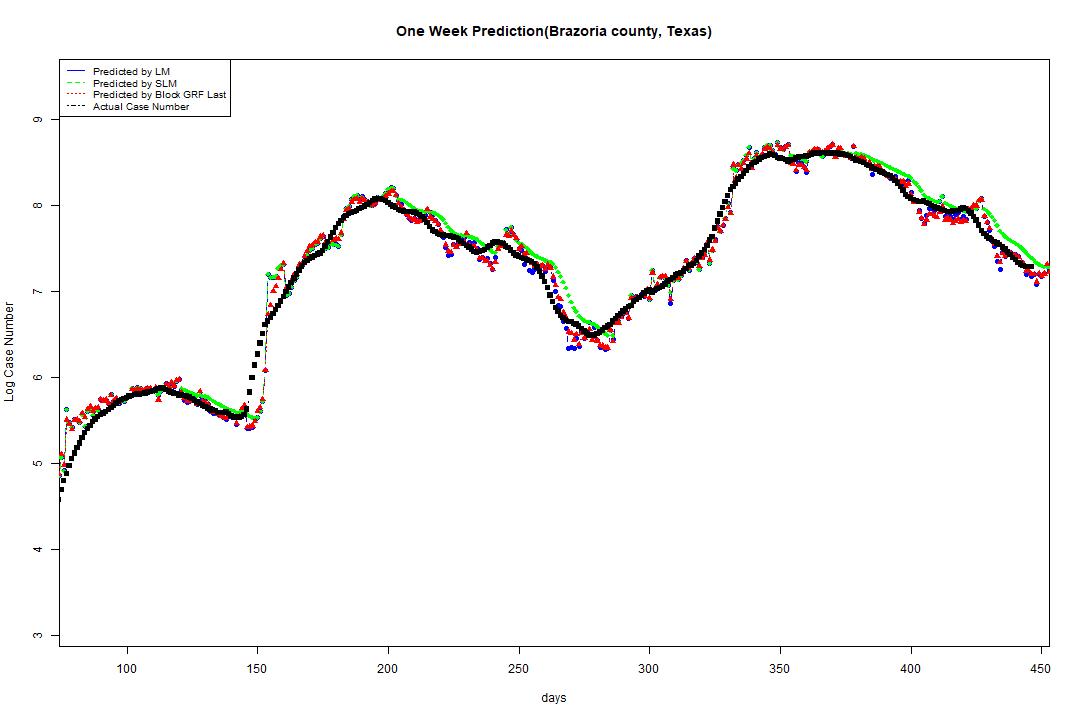 One Week Prediction(Brazoria county, Texas)
Predicted by LM
Predicted by SLM
Predicted by Block GRF Last
Actual Case Number
Log Case Number
9
8
7
6
5
4
3
100 150 200 250 300 350 400 450
days